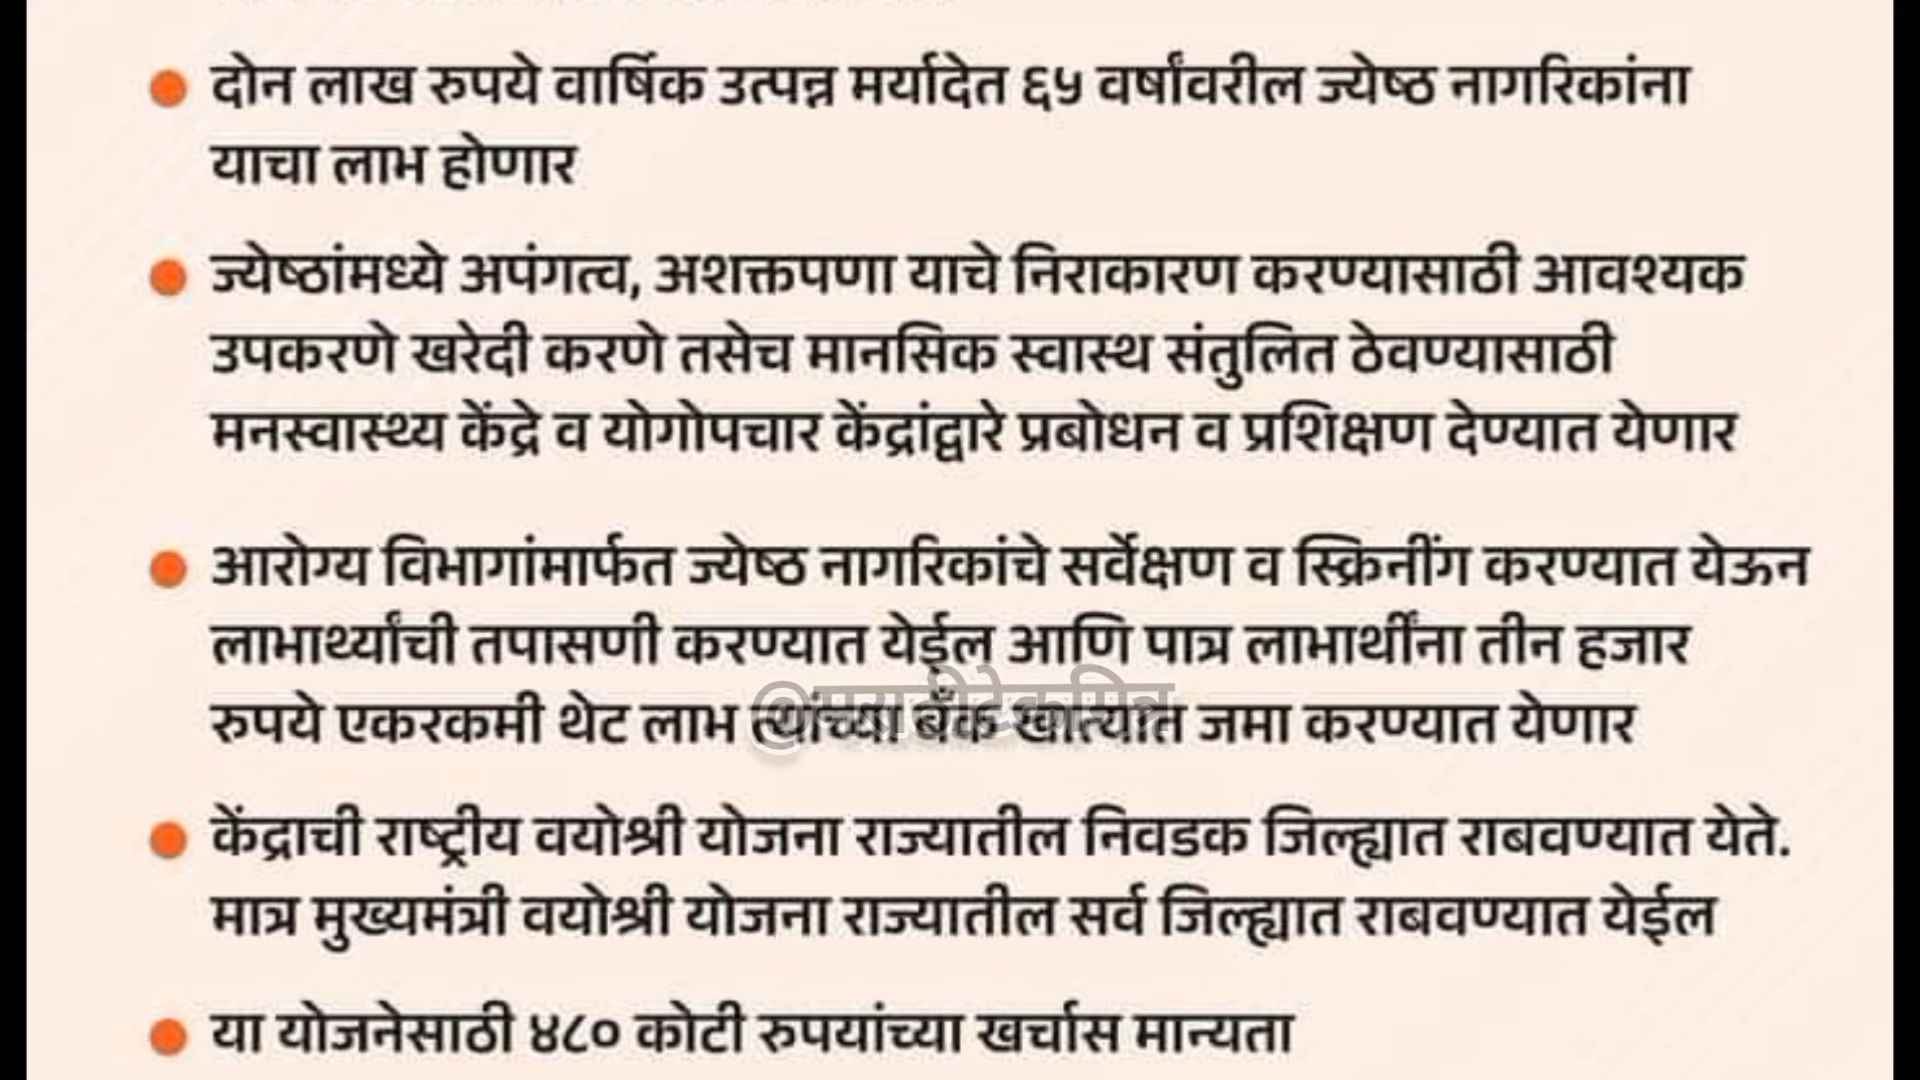 दोन लाख रुपये वार्षिक उत्पन्न मर्यादेत ६५ वर्षांवरील ज्येष्ठ नागरिकांना
याचा लाभ होणार
ज्येष्ठांमध्ये अपंगत्व, अशक्तपणा याचे निराकारण करण्यासाठी आवश्यक
उपकरणे खरेदी करणे तसेच मानसिक स्वास्थ संतुलित ठेवण्यासाठी
मनस्वास्थ्य केंद्रे व योगोपचार केंद्रांद्वारे प्रबोधन व प्रशिक्षण देण्यात येणार
आरोग्य विभागांमार्फत ज्येष्ठ नागरिकांचे सर्वेक्षण व स्क्रिनींग करण्यात येऊन
लाभार्थ्यांची तपासणी करण्यात येईल आणि पात्र लाभार्थींना तीन हजार
रुपये एकरकमी थेट लाभ त्यांच्या बँक खात्यात जमा करण्यात येणार
@मराठीटेकमित्र
केंद्राची राष्ट्रीय वयोश्री योजना राज्यातील निवडक जिल्ह्यात राबवण्यात येते.
मात्र मुख्यमंत्री वयोश्री योजना राज्यातील सर्व जिल्ह्यात राबवण्यात येईल
या योजनेसाठी ४८० कोटी रुपयांच्या खर्चास मान्यता